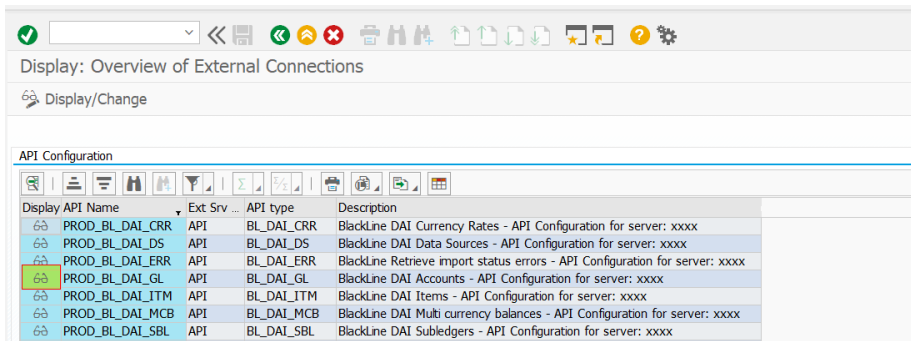 Display: Overview of External Connections
Display/Change
API Configuration
Display API Name Ext Srv ... API type Description
PROD_BL_DAI_CRR API BL_DAI_CRR BlackLine DAI Currency Rates - API Configuration for server: xxxx
PROD_BL_DAI_DS API BL_DAI_DS BlackLine DAI Data Sources - API Configuration for server: xxxx
PROD_BL_DAI_ERR API BL_DAI_ERR BlackLine Retrieve import status errors - API Configuration for server: xxxx
PROD_BL_DAI_GL API BL_DAI_GL BlackLine DAI Accounts - API Configuration for server: xxxx
PROD_BL_DAI_ITM API BL_DAI_ITM BlackLine DAI Items - API Configuration for server: xxxx
PROD_BL_DAI_MCB API BL_DAI_MCB BlackLine DAI Multi currency balances - API Configuration for server: xxxx
PROD_BL_DAI_SBL API BL_DAI_SBL BlackLine DAI Subledgers - API Configuration for server: xxxx